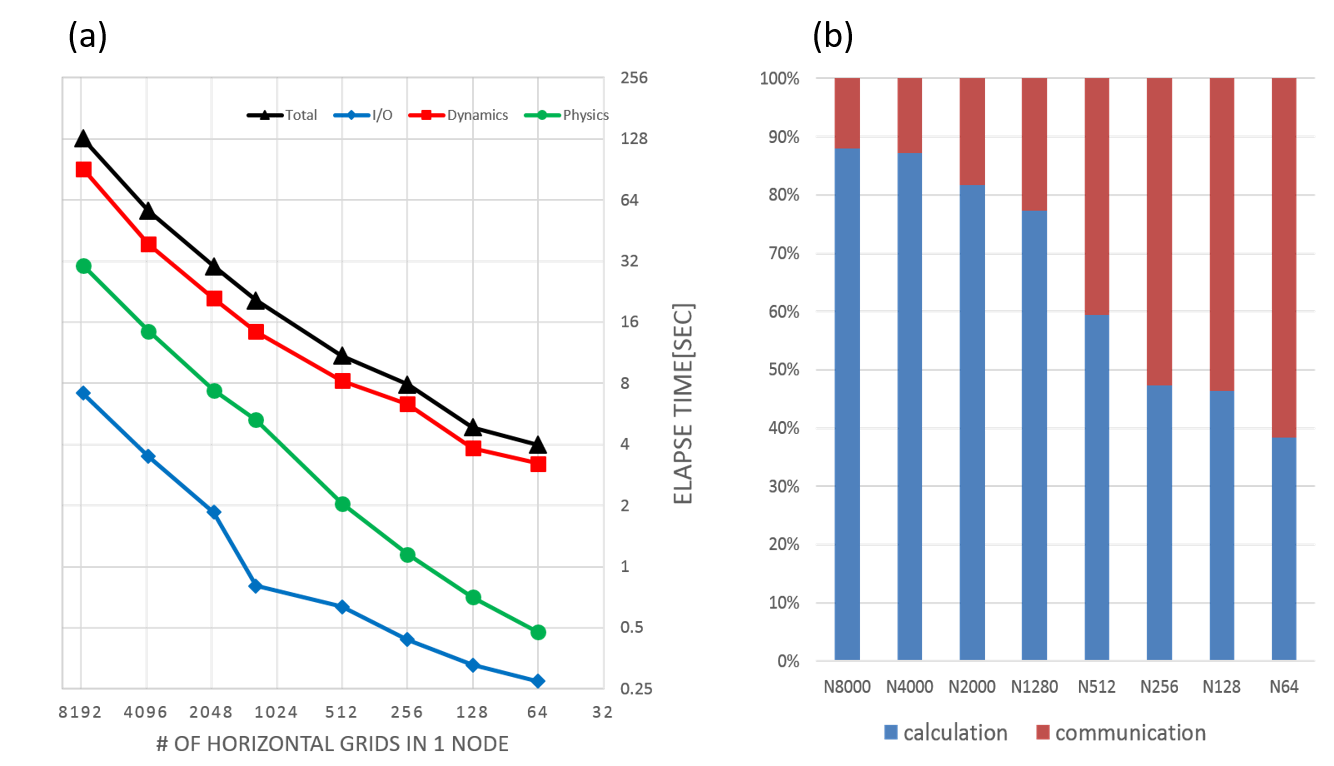 (a)
(b)
Total I/O Dynamics Physics
256
128
64
32
16
8
4
2
1
0.5
0.25
ELAPSE TIME[SEC]
8192 4096 2048 1024 512 256 128 64 32
# OF HORIZONTAL GRIDS IN 1 NODE
100%
90%
80%
70%
60%
50%
40%
30%
20%
10%
0%
N8000 N4000 N2000 N1280 N512 N256 N128 N64
calculation communication